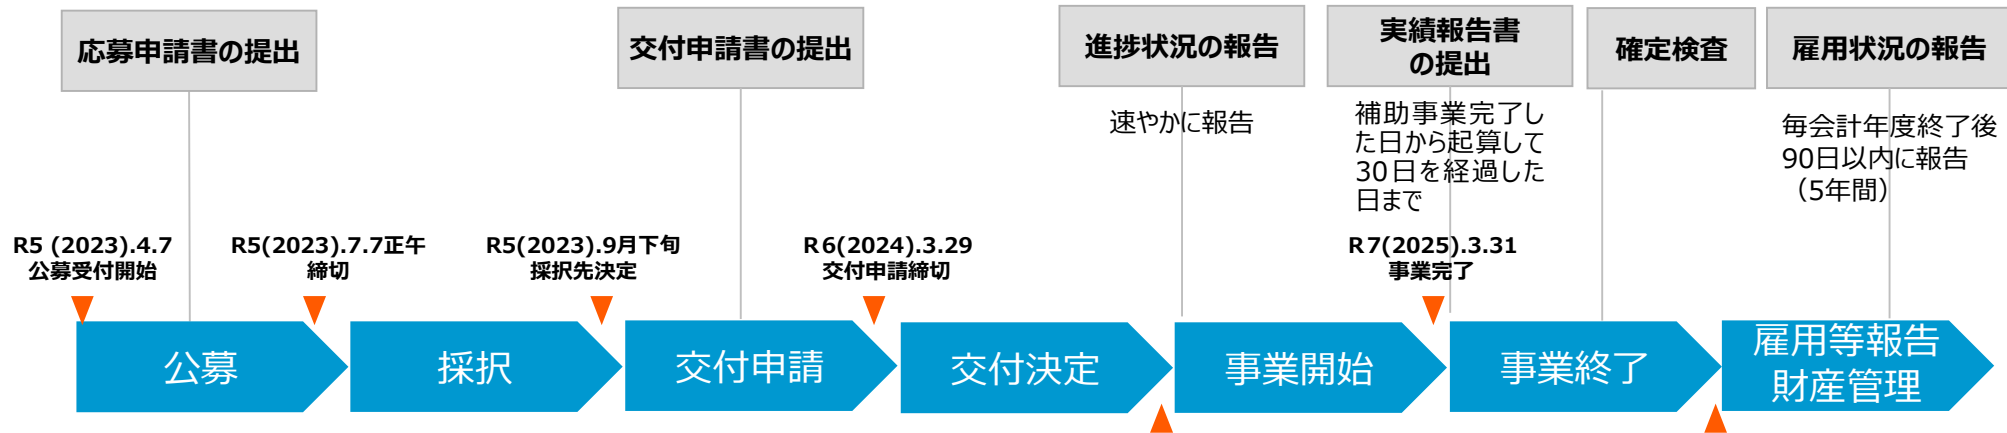 応募申請書の提出
交付申請書の提出
進捗状況の報告
実績報告書
の提出
確定検査
雇用状況の報告
速やかに報告
補助事業完了し
た日から起算して
30日を経過した
日まで
毎会計年度終了後
90日以内に報告
（5年間）
R5 (2023).4.7
公募受付開始
R5(2023).7.7正午
締切
R5(2023).9月下旬
採択先決定
R6(2024).3.29
交付申請締切
R7(2025).3.31
事業完了
公募
採択
交付申請
交付決定
事業開始
事業終了
雇用等報告
財産管理